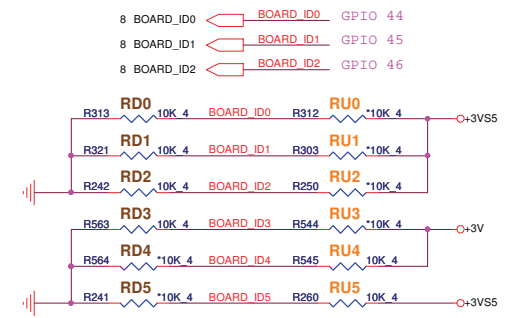 8 BOARD_ID0 BOARD_ID0 GPIO 44
8 BOARD_ID1 BOARD_ID1 GPIO 45
8 BOARD_ID2 BOARD_ID2 GPIO 46
RD0 RU0
R313 10K_4 BOARD_ID0 R312 *10K_4 +3VS5
RD1 RU1
R321 10K_4 BOARD_ID1 R303 *10K_4
RD2 RU2
R242 10K_4 BOARD_ID2 R250 *10K_4
RD3 RU3
R563 10K_4 BOARD_ID3 R544 *10K_4 +3V
RD4 RU4
R564 *10K_4 BOARD_ID4 R545 10K_4
RD5 RU5
R241 *10K_4 BOARD_ID5 R260 10K_4 +3VS5